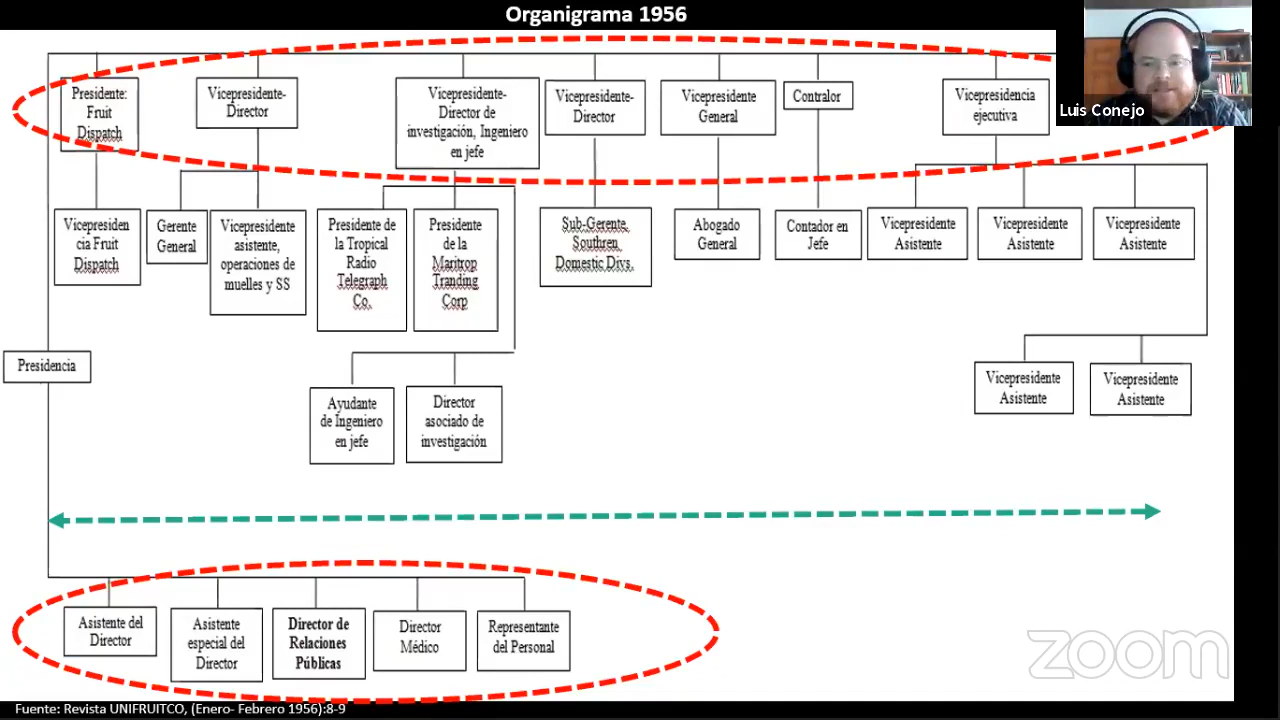 Organigrama 1956
Presidente:
Fruit
Dispatch
Vicepresidente-
Director
Vicepresidente-
Director de
investigación, Ingeniero
en jefe
Vicepresidente-
Director
Vicepresidente
General
Contralor
Vicepresidencia
ejecutiva
Luis Conejo
Vicepresiden
cia Fruit
Dispatch
Gerente
General
Vicepresidente
asistente,
operaciones de
muelles y SS
Presidente de
la Tropical
Radio
Telegraph
Co.
Presidente
de la
Maritrop
Tranding
Corp
Sub-Gerente,
Southren
Domestic Divs.
Abogado
General
Contador en
Jefe
Vicepresidente
Asistente
Vicepresidente
Asistente
Vicepresidente
Asistente
Presidencia
Vicepresidente
Asistente
Vicepresidente
Asistente
Ayudante
de Ingeniero
en jefe
Director
asociado de
investigación
Asistente del
Director
Asistente
especial del
Director
Director de
Relaciones
Públicas
Director
Médico
Representante
del Personal
zoom
Fuente: Revista UNIFRUITCO, (Enero- Febrero 1956):8-9